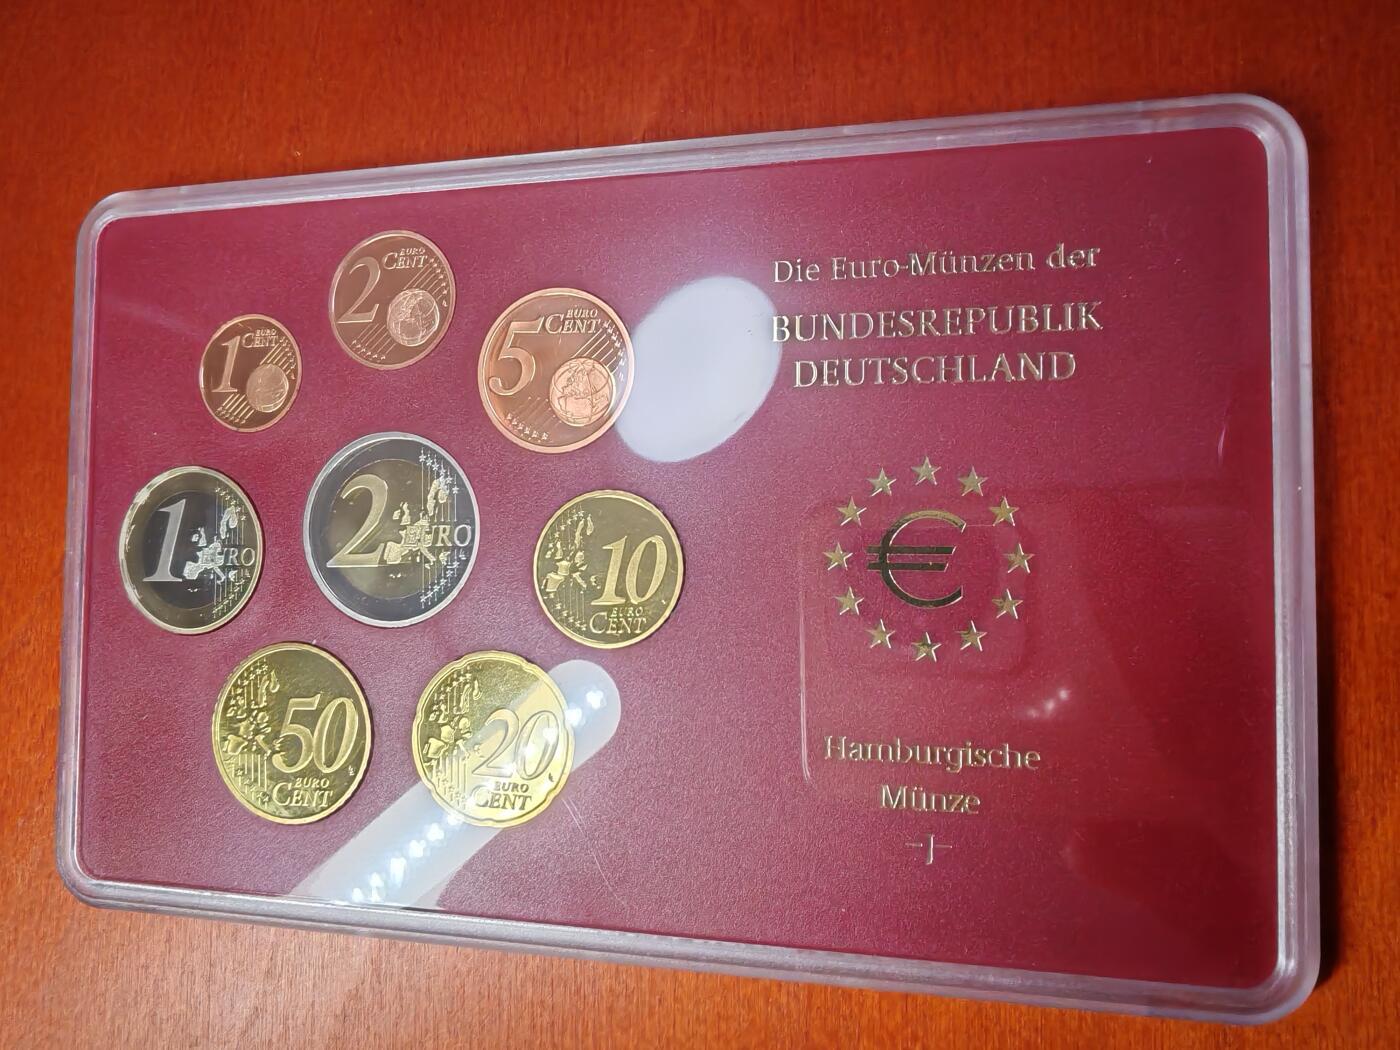 Die Euro-Münzen der
BUNDESREPUBLIK
DEUTSCHLAND
€
Hamburgische
Münze
-J-
2 EURO CENT
1 EURO CENT
5 EURO CENT
1 EURO
2 EURO
10 EURO CENT
50 EURO CENT
20 EURO CENT